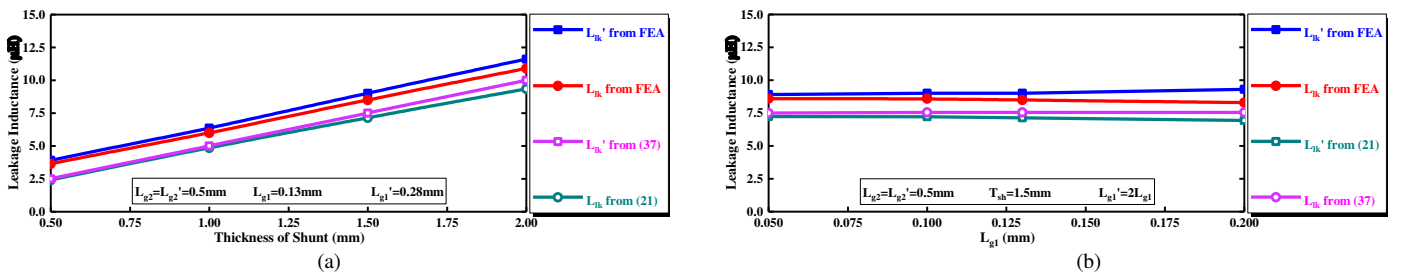 15.0
12.5
10.0
7.5
5.0
2.5
0.0
Leakage Inductance (μH)
0.50
0.75
1.00
1.25
1.50
1.75
2.00
Thickness of Shunt (mm)
Lg2=Lg2'=0.5mm Lg1=0.13mm Lg1'=0.28mm
Llk' from FEA
Llk from FEA
Llk' from (37)
Llk from (21)
(a)
15.0
12.5
10.0
7.5
5.0
2.5
0.0
Leakage Inductance (μH)
0.050
0.075
0.100
0.125
0.150
0.175
0.200
Lg1 (mm)
Lg2=Lg2'=0.5mm Tsh=1.5mm Lg1'=2Lg1
Llk' from FEA
Llk from FEA
Llk' from (21)
Llk from (37)
(b)